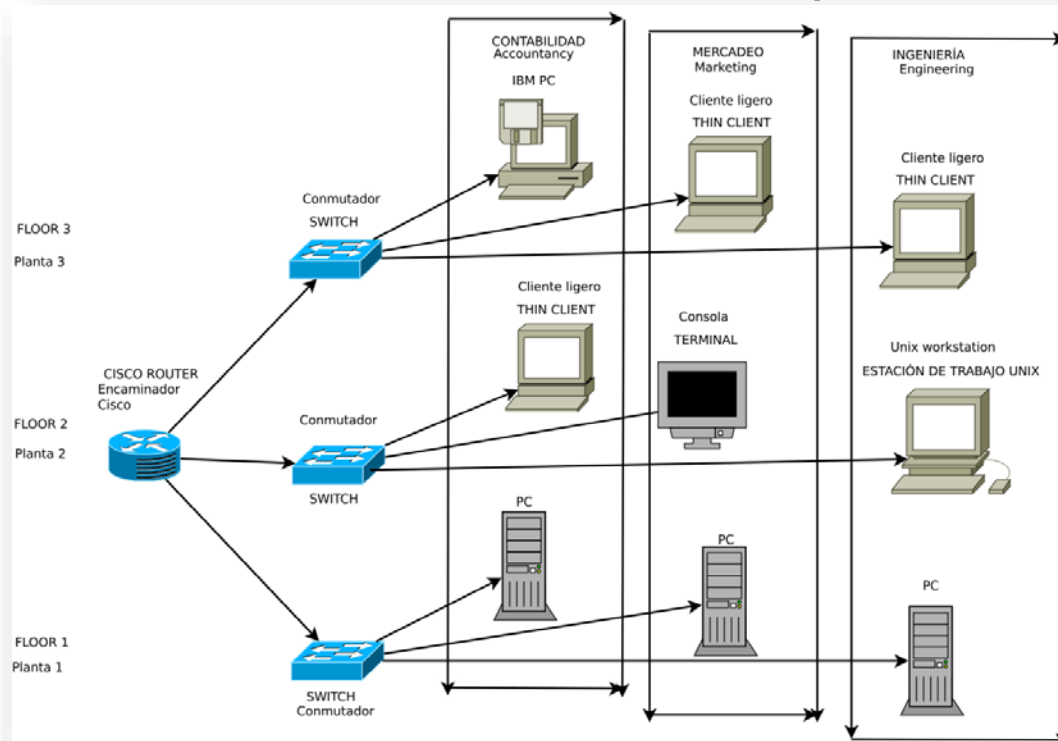 CONTABILIDAD
Accountancy
IBM PC
MERCADEO
Marketing
Cliente ligero
THIN CLIENT
INGENIERÍA
Engineering
Cliente ligero
THIN CLIENT
Conmutador
SWITCH
FLOOR 3
Planta 3
Cliente ligero
THIN CLIENT
Consola
TERMINAL
Unix workstation
ESTACIÓN DE TRABAJO UNIX
CISCO ROUTER
Encaminador
Cisco
FLOOR 2
Planta 2
Conmutador
SWITCH
PC
PC
PC
FLOOR 1
Planta 1
SWITCH
Conmutador